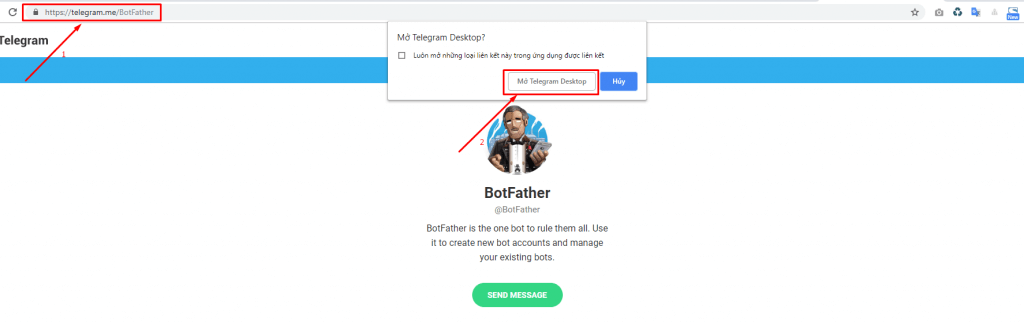 https://telegram.me/BotFather
New
Telegram
1
Mở Telegram Desktop?
Luôn mở những loại liên kết này trong ứng dụng được liên kết
Mở Telegram Desktop
Hủy
2
BotFather
@BotFather
BotFather is the one bot to rule them all. Use
it to create new bot accounts and manage
your existing bots.
SEND MESSAGE